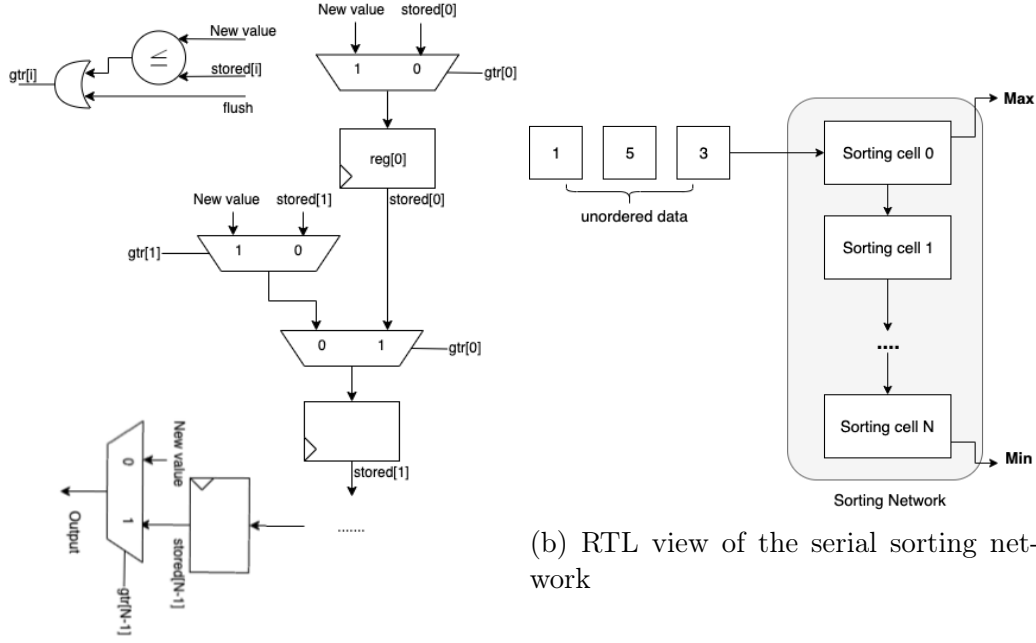 New value
stored[0]
New value
≤
stored[i]
gtr[i]
flush
1 0
gtr[0]
reg[0]
stored[0]
New value
stored[1]
1 0
gtr[1]
0 1
gtr[0]
stored[1]
New value
0 1
Output
stored[N-1]
gtr[N-1]
.......
Max
1 5 3
unordered data
Sorting cell 0
Sorting cell 1
....
Sorting cell N
Min
Sorting Network
(b) RTL view of the serial sorting net-
work